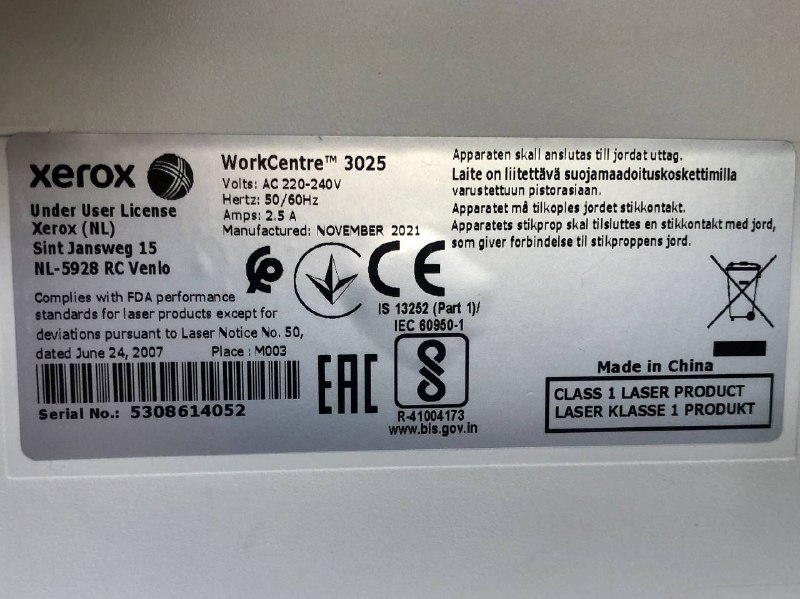 xerox
Under User License
Xerox (NL)
Sint Jansweg 15
NL-5928 RC Venlo
WorkCentre™ 3025
Volts: AC 220-240V
Hertz: 50/60Hz
Amps: 2.5 A
Manufactured: NOVEMBER 2021
Apparaten skall anslutas till jordat uttag.
Laite on liitettävä suojamaadoituskoskettimilla
varustettuun pistorasiaan.
Apparatet må tilkoples jordet stikkontakt.
Apparatets stikprop skal tilsluttes en stikkontakt med jord,
som giver forbindelse til stikproppens jord.
Complies with FDA performance
standards for laser products except for
deviations pursuant to Laser Notice No. 50,
dated June 24, 2007 Place : M003
Serial No.: 5308614052
CE
EAC
IS 13252 (Part 1)/
IEC 60950-1
R-41004173
www.bis.gov.in
Made in China
CLASS 1 LASER PRODUCT
LASER KLASSE 1 PRODUKT